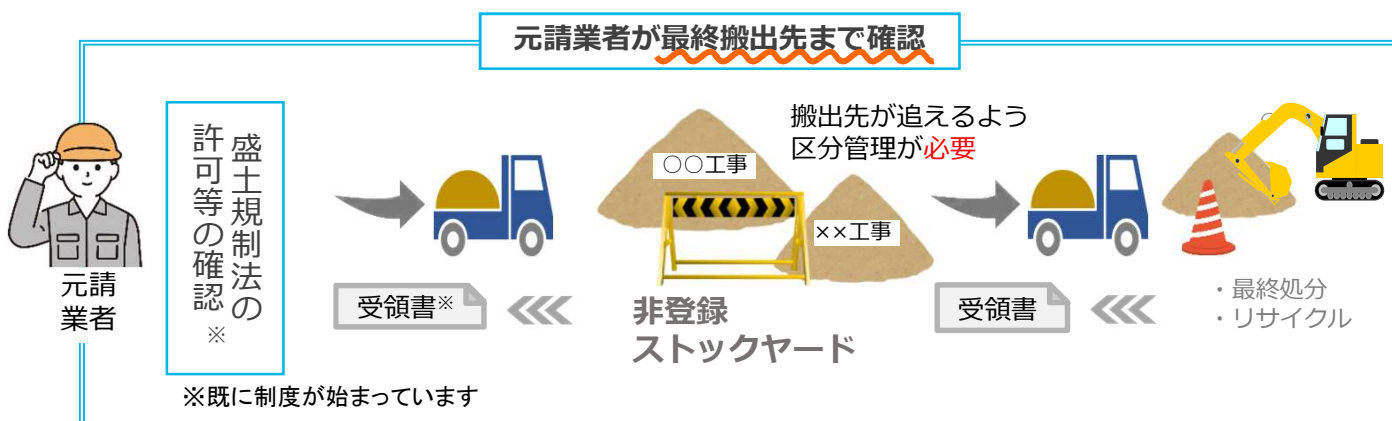 元請業者が最終搬出先まで確認
盛土規制法の
許可等の確認
※
元請
業者
搬出先が追えるよう
区分管理が必要
○○工事
××工事
受領書※
非登録
ストックヤード
受領書
・最終処分
・リサイクル
※既に制度が始まっています